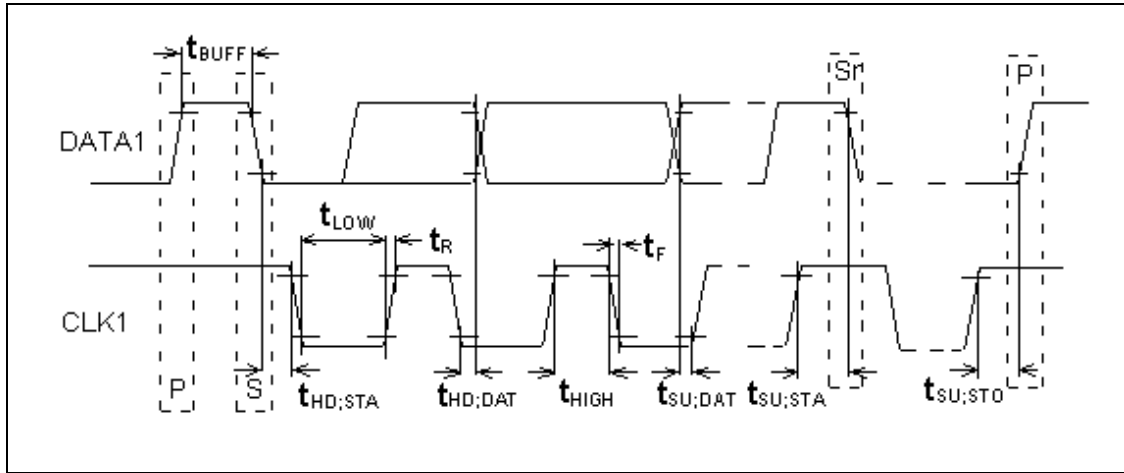 tBUFF
Sr
P
DATA1
tLOW
tR
tF
CLK1
P
S
tHD;STA
tHD;DAT
tHIGH
tSU;DAT
tSU;STA
tSU;STO
S